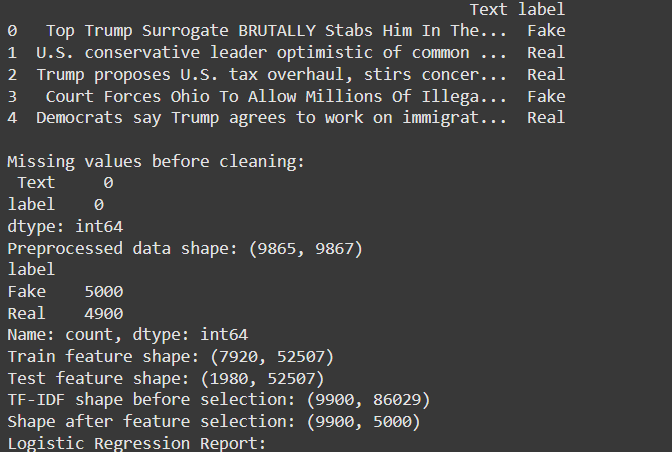 Text label
0 Top Trump Surrogate BRUTALLY Stabs Him In The... Fake
1 U.S. conservative leader optimistic of common ... Real
2 Trump proposes U.S. tax overhaul, stirs concer... Real
3 Court Forces Ohio To Allow Millions Of Illega... Fake
4 Democrats say Trump agrees to work on immigrat... Real
Missing values before cleaning:
Text 0
label 0
dtype: int64
Preprocessed data shape: (9865, 9867)
label
Fake 5000
Real 4900
Name: count, dtype: int64
Train feature shape: (7920, 52507)
Test feature shape: (1980, 52507)
TF-IDF shape before selection: (9900, 86029)
Shape after feature selection: (9900, 5000)
Logistic Regression Report: